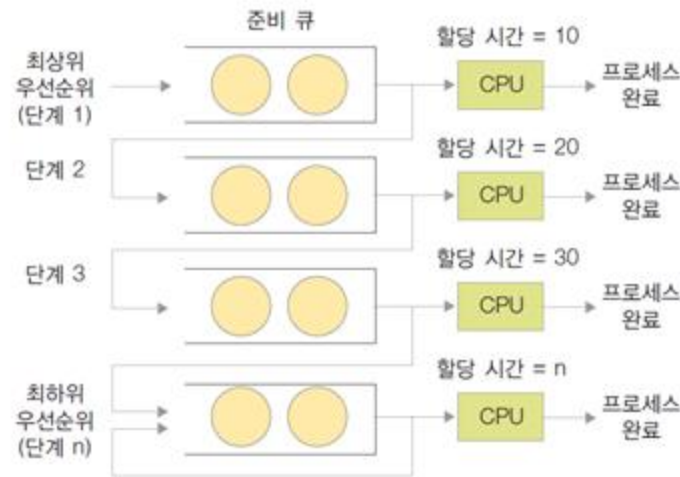 준비 큐
할당 시간 = 10
최상위
우선순위
(단계 1)
CPU
프로세스
완료
할당 시간 = 20
단계 2
CPU
프로세스
완료
할당 시간 = 30
단계 3
CPU
프로세스
완료
할당 시간 = n
최하위
우선순위
(단계 n)
CPU
프로세스
완료